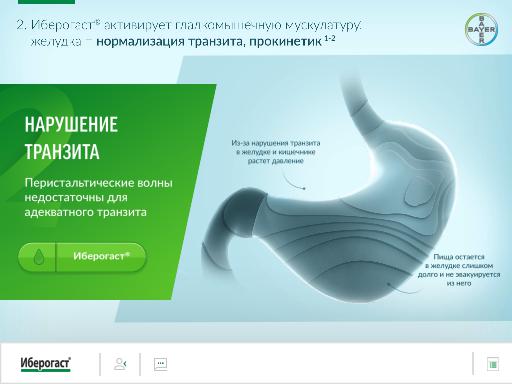 2. Иберогаст® активирует гладкомышечную мускулатуру
желудка – нормализация транзита, прокинетик 1-2
BAYER
BAYER
НАРУШЕНИЕ
ТРАНЗИТА
Перистальтические волны
недостаточны для
адекватного транзита
Иберогаст®
Из-за нарушения транзита
в желудке и кишечнике
растет давление
Пища остается
в желудке слишком
долго и не эвакуируется
из него
Иберогаст®